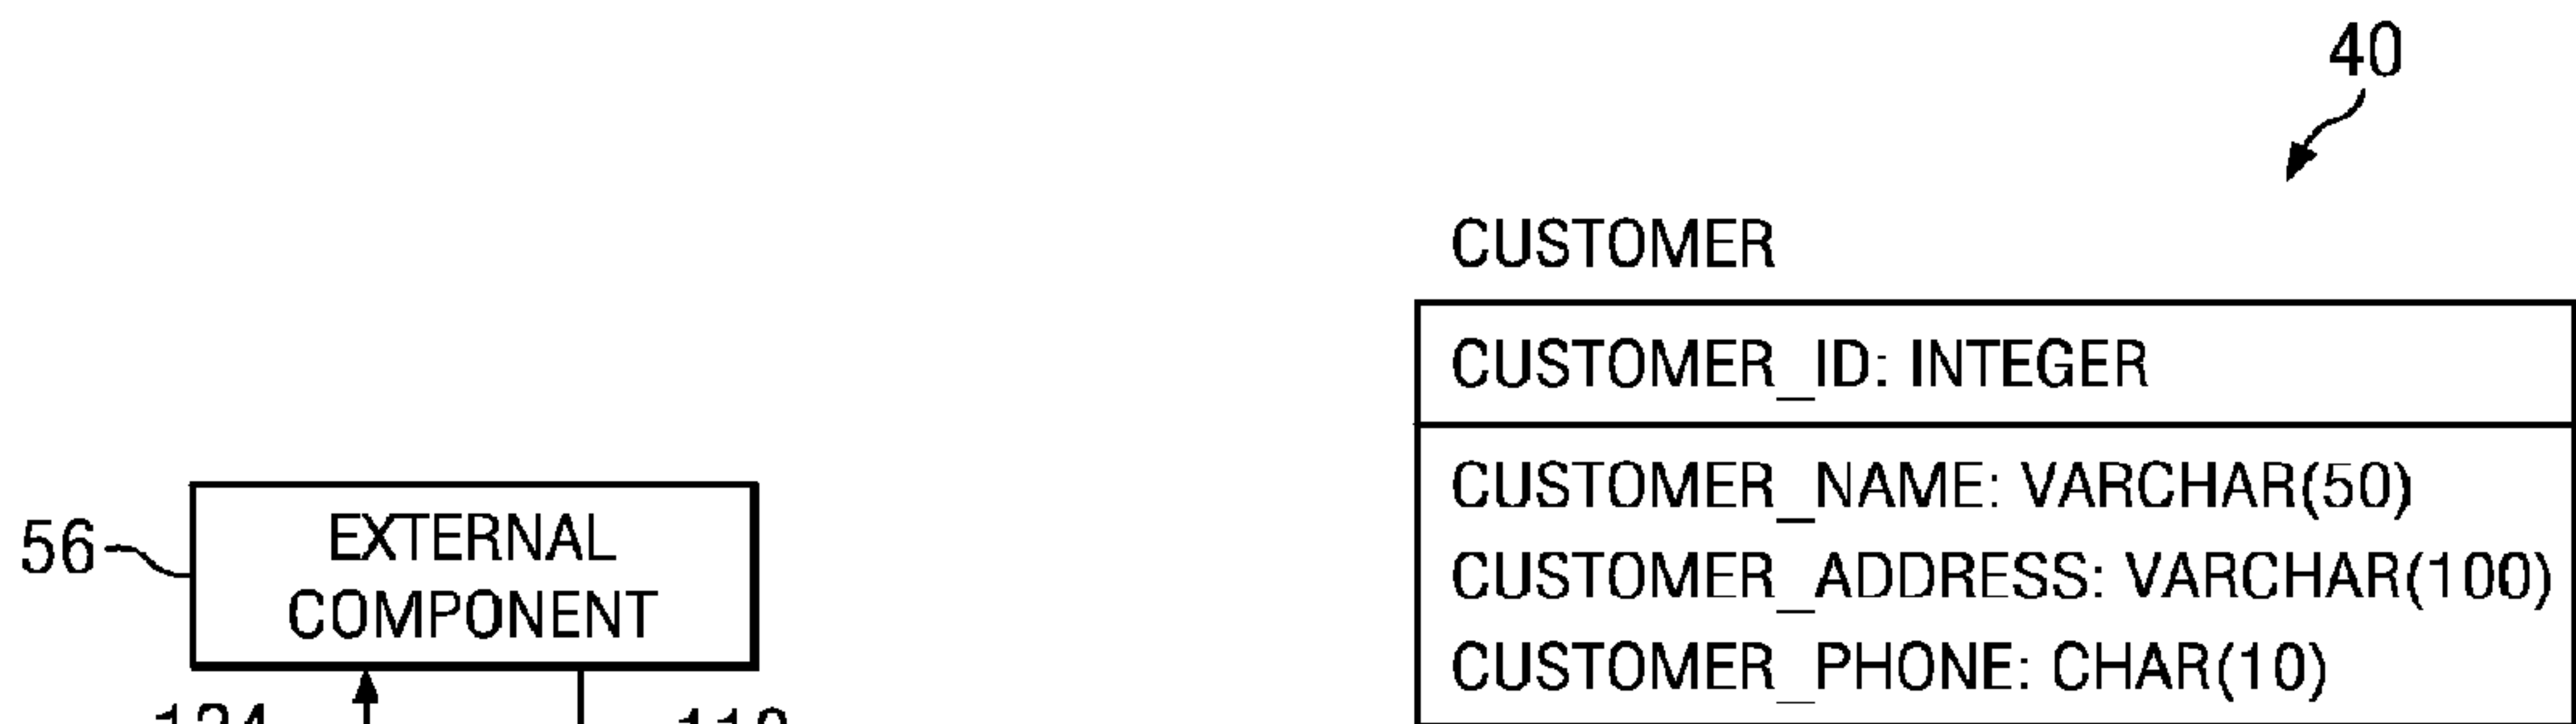 40
CUSTOMER
CUSTOMER_ID: INTEGER
CUSTOMER_NAME: VARCHAR(50)
CUSTOMER_ADDRESS: VARCHAR(100)
CUSTOMER_PHONE: CHAR(10)
56
EXTERNAL
COMPONENT